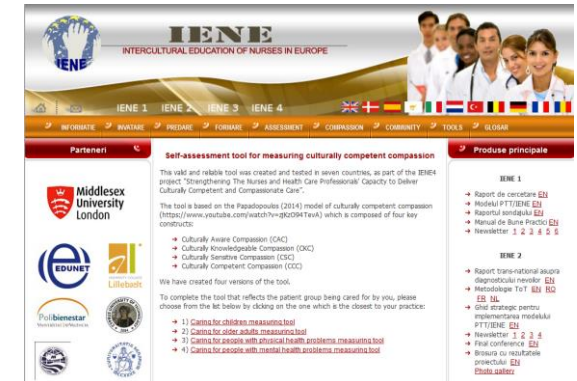 IENE
INTERCULTURAL EDUCATION OF NURSES IN EUROPE
IENE
IENE 1 IENE 2 IENE 3 IENE 4
INFORMATIE INVATARE PREDARE FORMARE ASSESSMENT COMPASSION COMMUNITY TOOLS GLOSAR
Parteneri
Middlesex
University
London
EDUNET
Lillebælt
Polibienestar
Self-assessment tool for measuring culturally competent compassion
This valid and reliable tool was created and tested in seven countries, as part of the IENE4
project "Strengthening The Nurses and Health Care Professionals' Capacity to Deliver
Culturally Competent and Compassionate Care".
The tool is based on the Papadopoulos (2014) model of culturally competent compassion
(https://www.youtube.com/watch?v=zjKzO94TevA) which is composed of four key
constructs:
Culturally Aware Compassion (CAC)
Culturally Knowledgeable Compassion (CKC)
Culturally Sensitive Compassion (CSC)
Culturally Competent Compassion (CCC)
We have created four versions of the tool.
To complete the tool that reflects the patient group being cared for by you, please
choose from the list below by clicking on the one which is the closest to your practice:
1) Caring for children measuring tool
2) Caring for older adults measuring tool
3) Caring for people with physical health problems measuring tool
4) Caring for people with mental health problems measuring tool
Produse principale
IENE 1
Raport de cercetare EN
Modelul PTT/IENE EN
Raportul sondajului EN
Manual de Bune Practici EN
Newsletter 1 2 3 4 5 6
IENE 2
Raport trans-national asupra
diagnosticului nevoilor EN
Metodologie ToT EN RO
FR NL
Ghid strategic pentru
implementarea modelului
PTT/IENE EN
Newsletter 1 2 3 4
Final conference EN
Brosura cu rezultatele
proiectului EN
Photo gallery